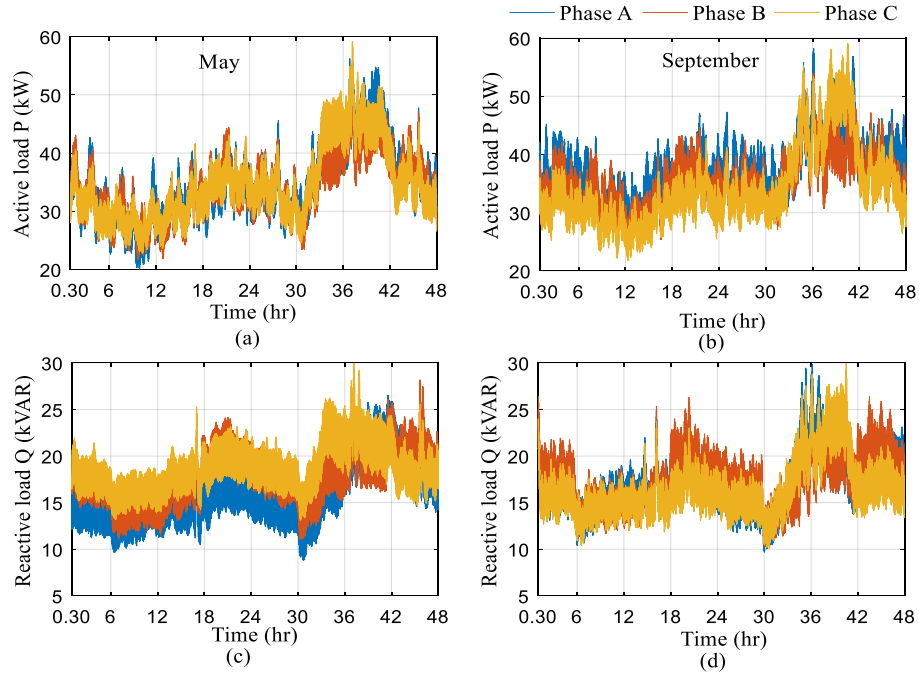 Phase A Phase B Phase C
60
50
40
30
20
Active load P (kW)
May
0.30 6 12 18 24 30 36 42 48
Time (hr)
(a)
60
50
40
30
20
Active load P (kW)
September
0.30 6 12 18 24 30 36 42 48
Time (hr)
(b)
30
25
20
15
10
5
Reactive load Q (kVAR)
0.30 6 12 18 24 30 36 42 48
Time (hr)
(c)
30
25
20
15
10
5
Reactive load Q (kVAR)
0.30 6 12 18 24 30 36 42 48
Time (hr)
(d)